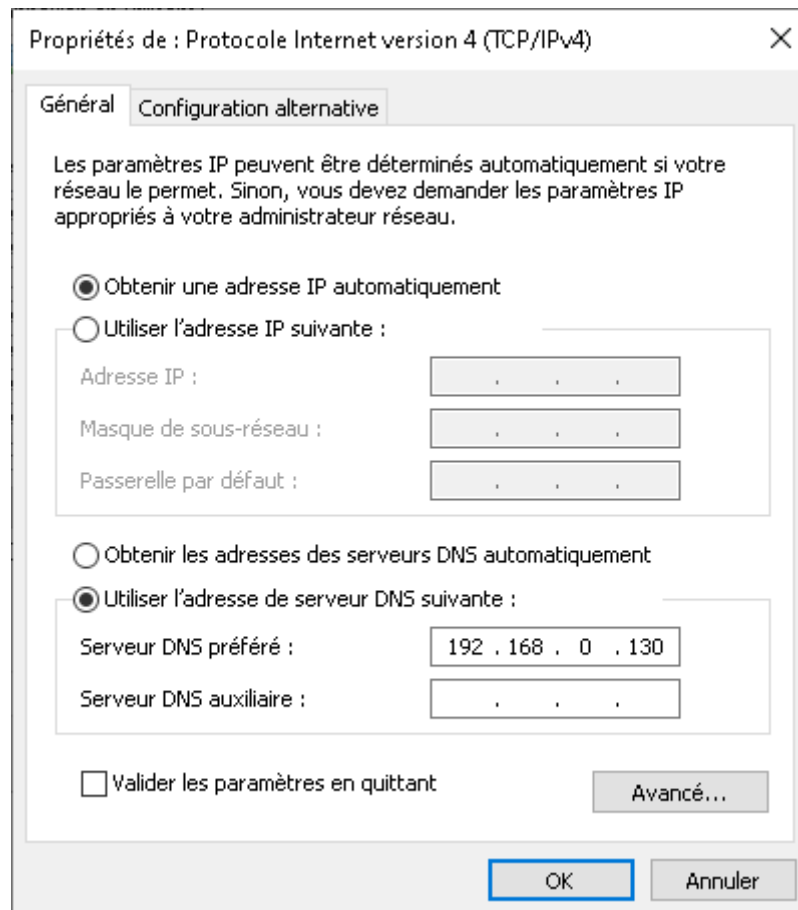 Propriétés de : Protocole Internet version 4 (TCP/IPv4)
Général
Configuration alternative
Les paramètres IP peuvent être déterminés automatiquement si votre
réseau le permet. Sinon, vous devez demander les paramètres IP
appropriés à votre administrateur réseau.
Obtenir une adresse IP automatiquement
Utiliser l'adresse IP suivante :
Adresse IP :
. . .
Masque de sous-réseau :
. . .
Passerelle par défaut :
. . .
Obtenir les adresses des serveurs DNS automatiquement
Utiliser l'adresse de serveur DNS suivante :
Serveur DNS préféré :
192 . 168 . 0 . 130
Serveur DNS auxiliaire :
. . .
Valider les paramètres en quittant
Avancé...
OK
Annuler